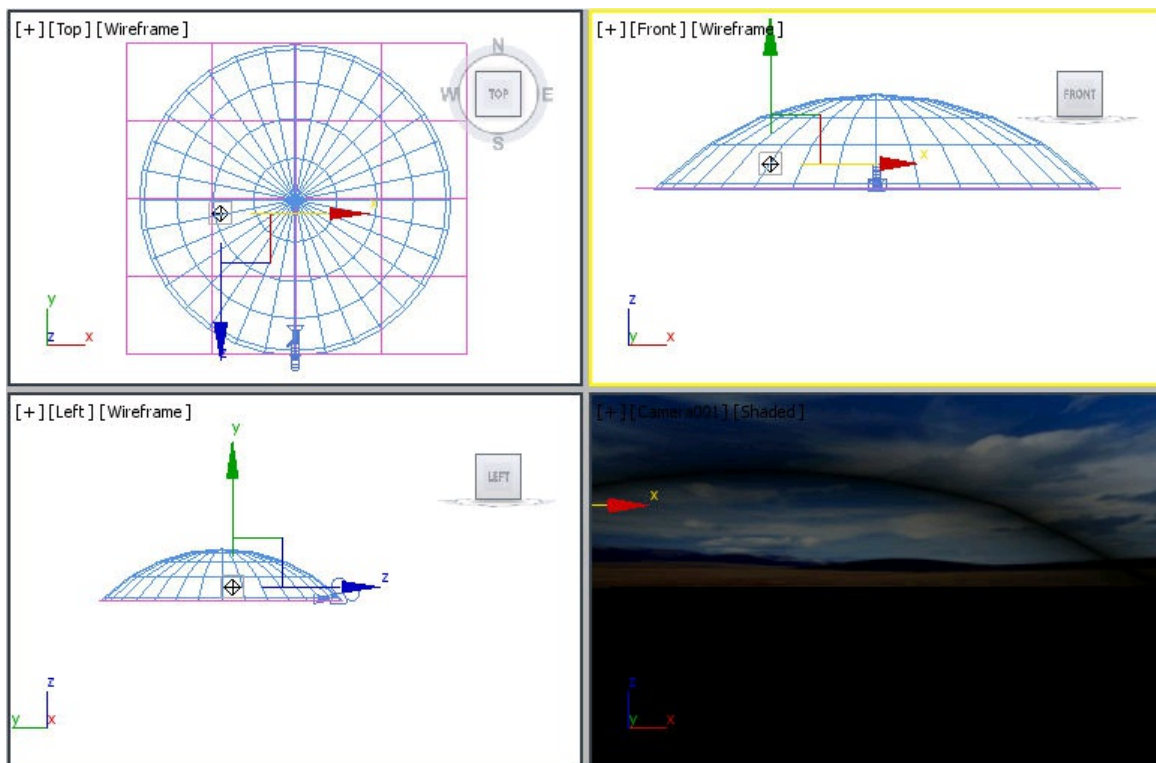 [+] [Top] [Wireframe]
N
W
TOP
E
S
x
z
y
z
x
[+] [Front] [Wireframe]
FRONT
x
z
y
x
[+] [Left] [Wireframe]
y
LEFT
z
z
y
x
[+] [Camera001] [Shaded]
x
z
y
x